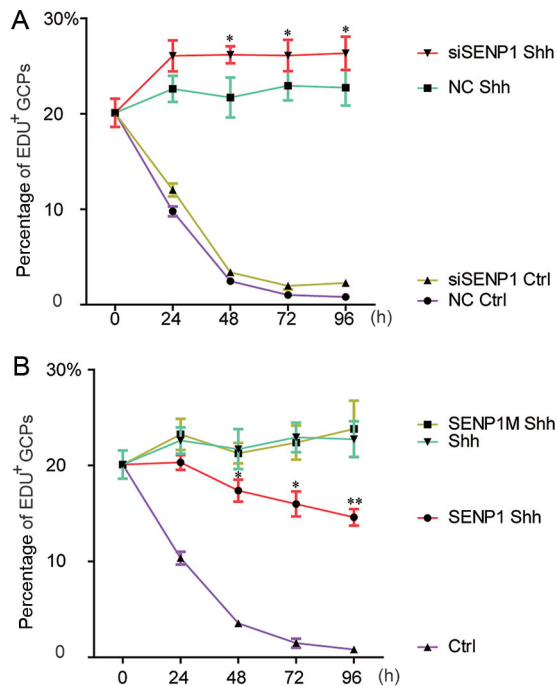 A
30%
siSENP1 Shh
* * *
NC Shh
20
Percentage of EDU⁺ GCPs
10
siSENP1 Ctrl
0
NC Ctrl
0 24 48 72 96 (h)
B
30%
SENP1M Shh
Shh
20
* * **
Percentage of EDU⁺ GCPs
SENP1 Shh
10
Ctrl
0
0 24 48 72 96 (h)